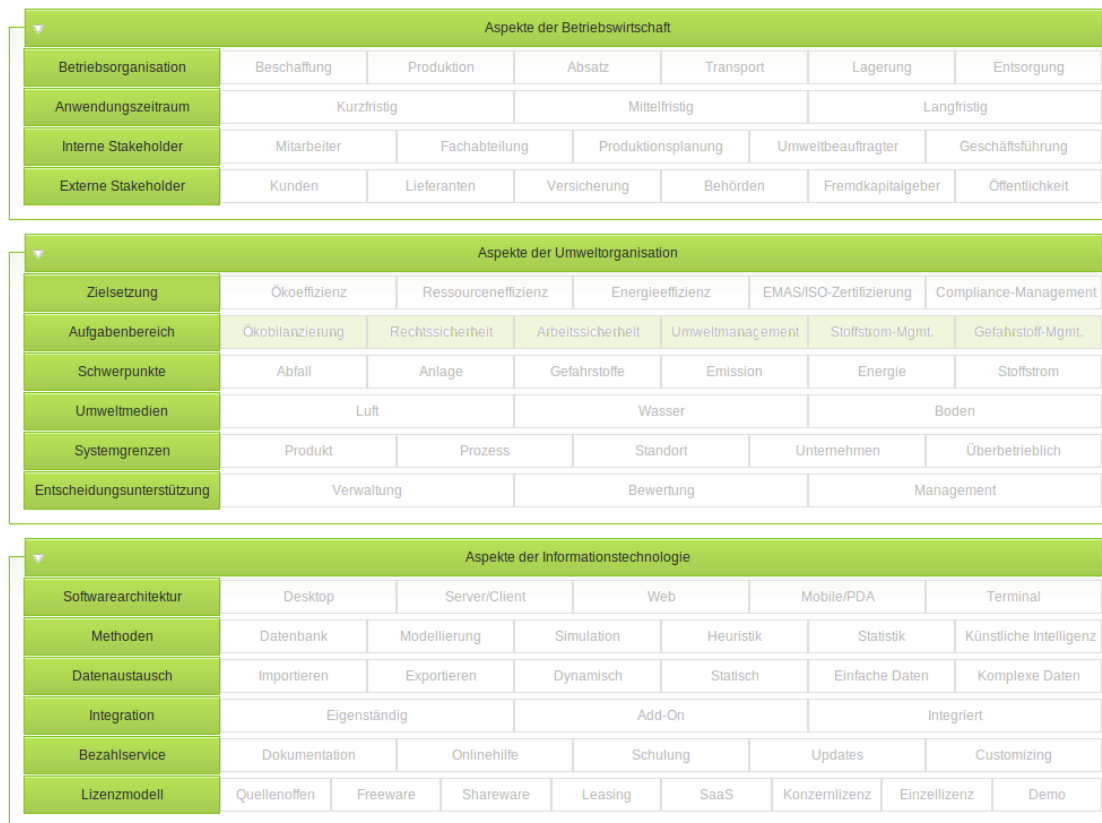 Aspekte der Betriebswirtschaft
Betriebsorganisation Beschaffung Produktion Absatz Transport Lagerung Entsorgung
Anwendungszeitraum Kurzfristig Mittelfristig Langfristig
Interne Stakeholder Mitarbeiter Fachabteilung Produktionsplanung Umweltbeauftragter Geschäftsführung
Externe Stakeholder Kunden Lieferanten Versicherung Behörden Fremdkapitalgeber Öffentlichkeit
Aspekte der Umweltorganisation
Zielsetzung Ökoeffizienz Ressourceneffizienz Energieeffizienz EMAS/ISO-Zertifizierung Compliance-Management
Aufgabenbereich Ökobilanzierung Rechtssicherheit Arbeitssicherheit Umweltmanagement Stoffstrom-Mgmt. Gefahrstoff-Mgmt.
Schwerpunkte Abfall Anlage Gefahrstoffe Emission Energie Stoffstrom
Umweltmedien Luft Wasser Boden
Systemgrenzen Produkt Prozess Standort Unternehmen Überbetrieblich
Entscheidungsunterstützung Verwaltung Bewertung Management
Aspekte der Informationstechnologie
Softwarearchitektur Desktop Server/Client Web Mobile/PDA Terminal
Methoden Datenbank Modellierung Simulation Heuristik Statistik Künstliche Intelligenz
Datenaustausch Importieren Exportieren Dynamisch Statisch Einfache Daten Komplexe Daten
Integration Eigenständig Add-On Integriert
Bezahlservice Dokumentation Onlinehilfe Schulung Updates Customizing
Lizenzmodell Quellenoffen Freeware Shareware Leasing SaaS Konzernlizenz Einzellizenz Demo